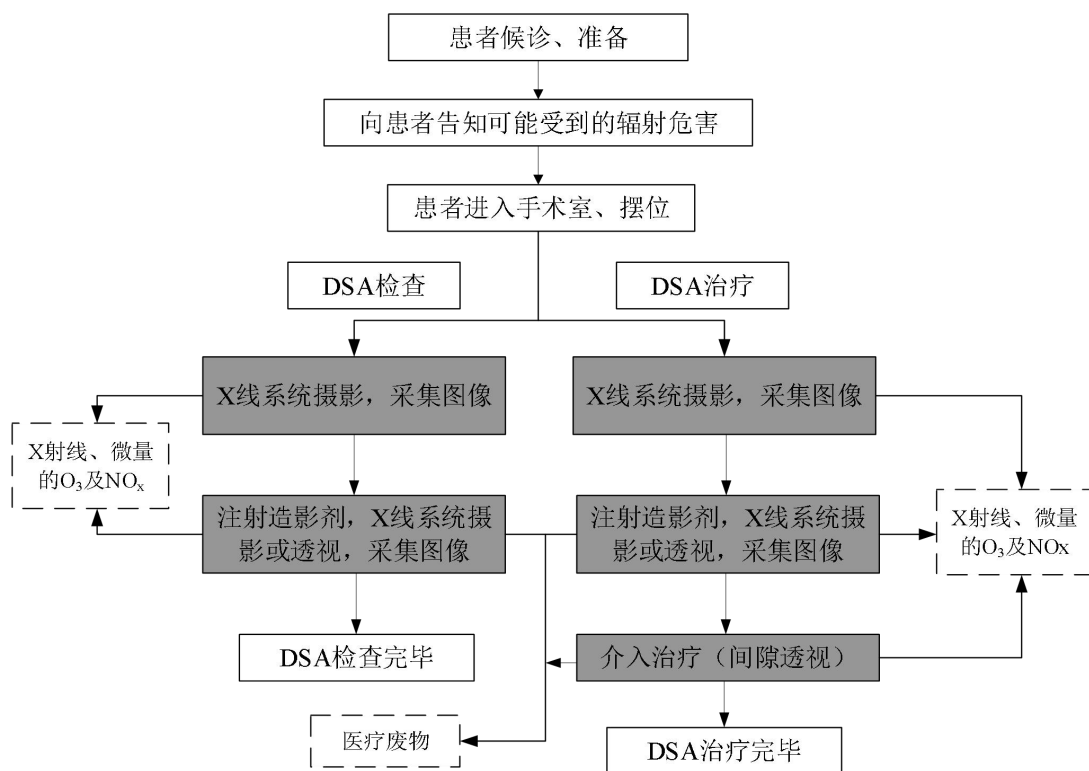 患者候诊、准备
向患者告知可能受到的辐射危害
患者进入手术室、摆位
DSA检查
DSA治疗
X线系统摄影，采集图像
X线系统摄影，采集图像
X射线、微量
的O₃及NOₓ
注射造影剂，X线系统摄
影或透视，采集图像
注射造影剂，X线系统摄
影或透视，采集图像
X射线、微量
的O₃及NOx
DSA检查完毕
介入治疗（间隙透视）
医疗废物
DSA治疗完毕